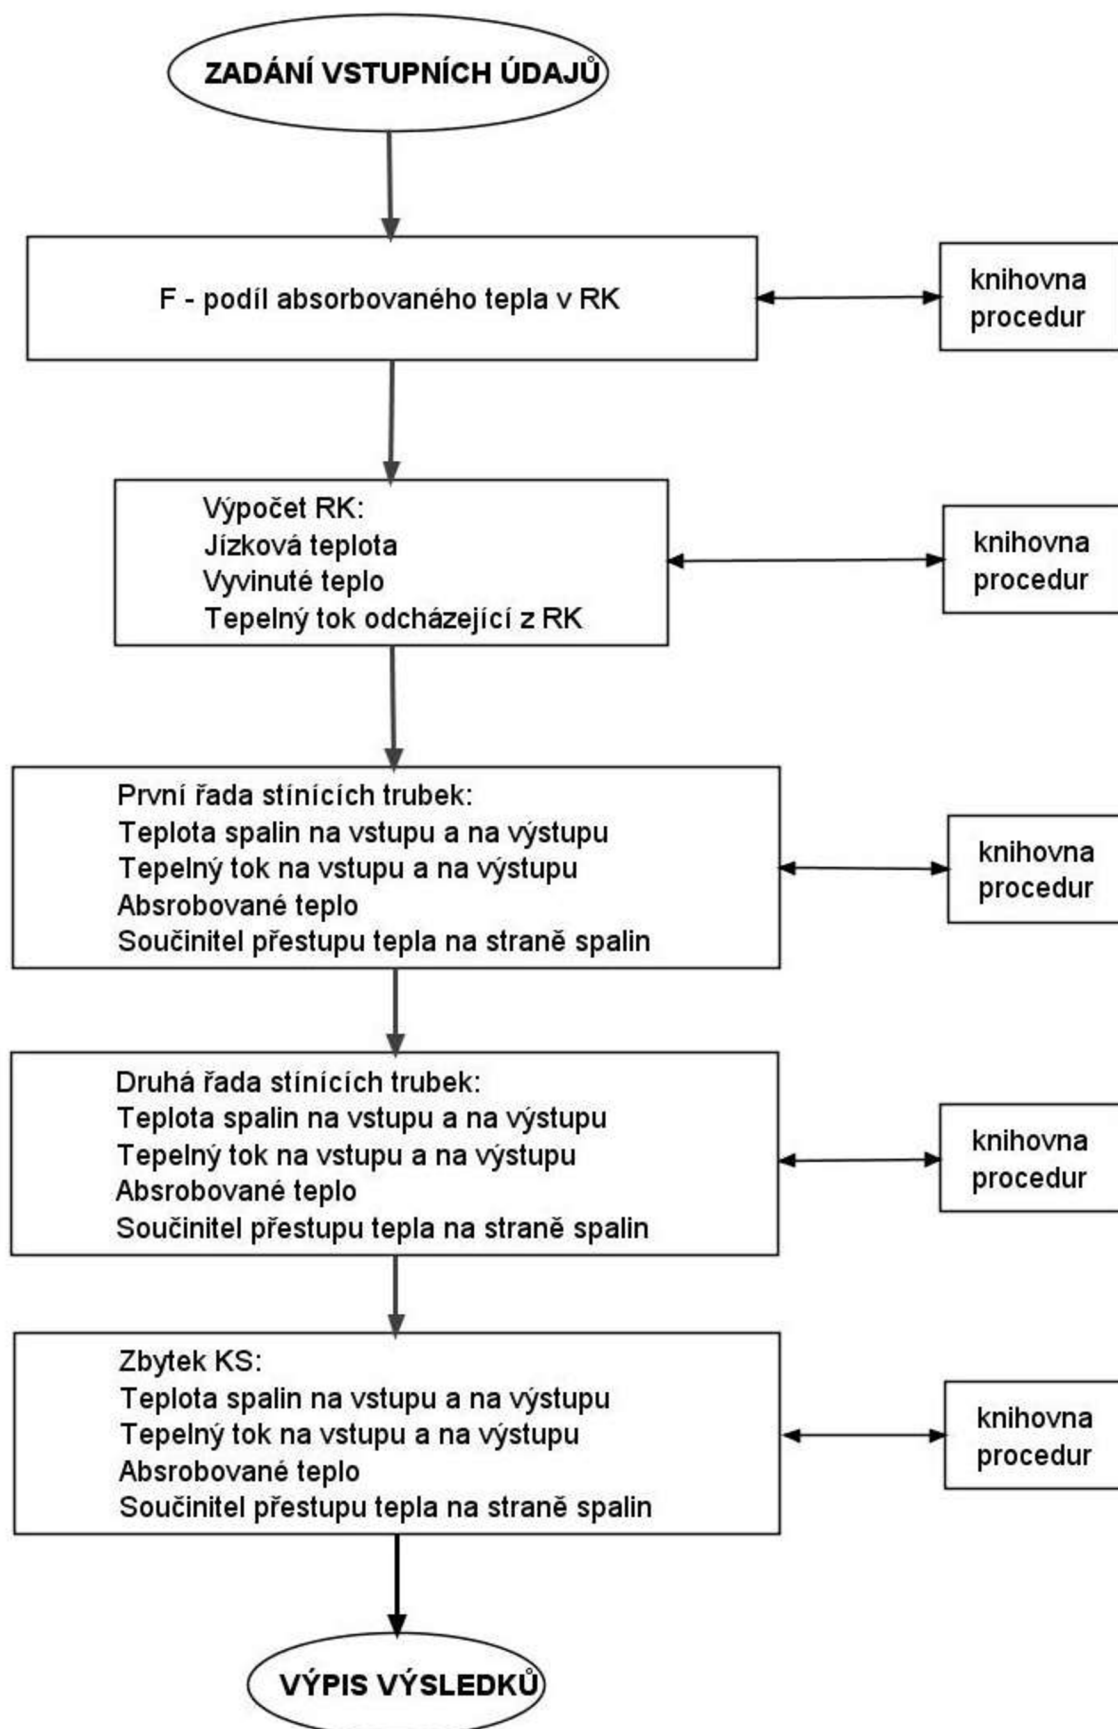 ZADÁNÍ VSTUPNÍCH ÚDAJŮ
F - podíl absorbovaného tepla v RK
knihovna
procedur
Výpočet RK:
Jízková teplota
Vyvinuté teplo
Tepelný tok odcházející z RK
knihovna
procedur
První řada stínících trubek:
Teplota spalin na vstupu a na výstupu
Tepelný tok na vstupu a na výstupu
Absrobované teplo
Součinitel přestupu tepla na straně spalin
knihovna
procedur
Druhá řada stínících trubek:
Teplota spalin na vstupu a na výstupu
Tepelný tok na vstupu a na výstupu
Absrobované teplo
Součinitel přestupu tepla na straně spalin
knihovna
procedur
Zbytek KS:
Teplota spalin na vstupu a na výstupu
Tepelný tok na vstupu a na výstupu
Absrobované teplo
Součinitel přestupu tepla na straně spalin
knihovna
procedur
VÝPIS VÝSLEDKŮ